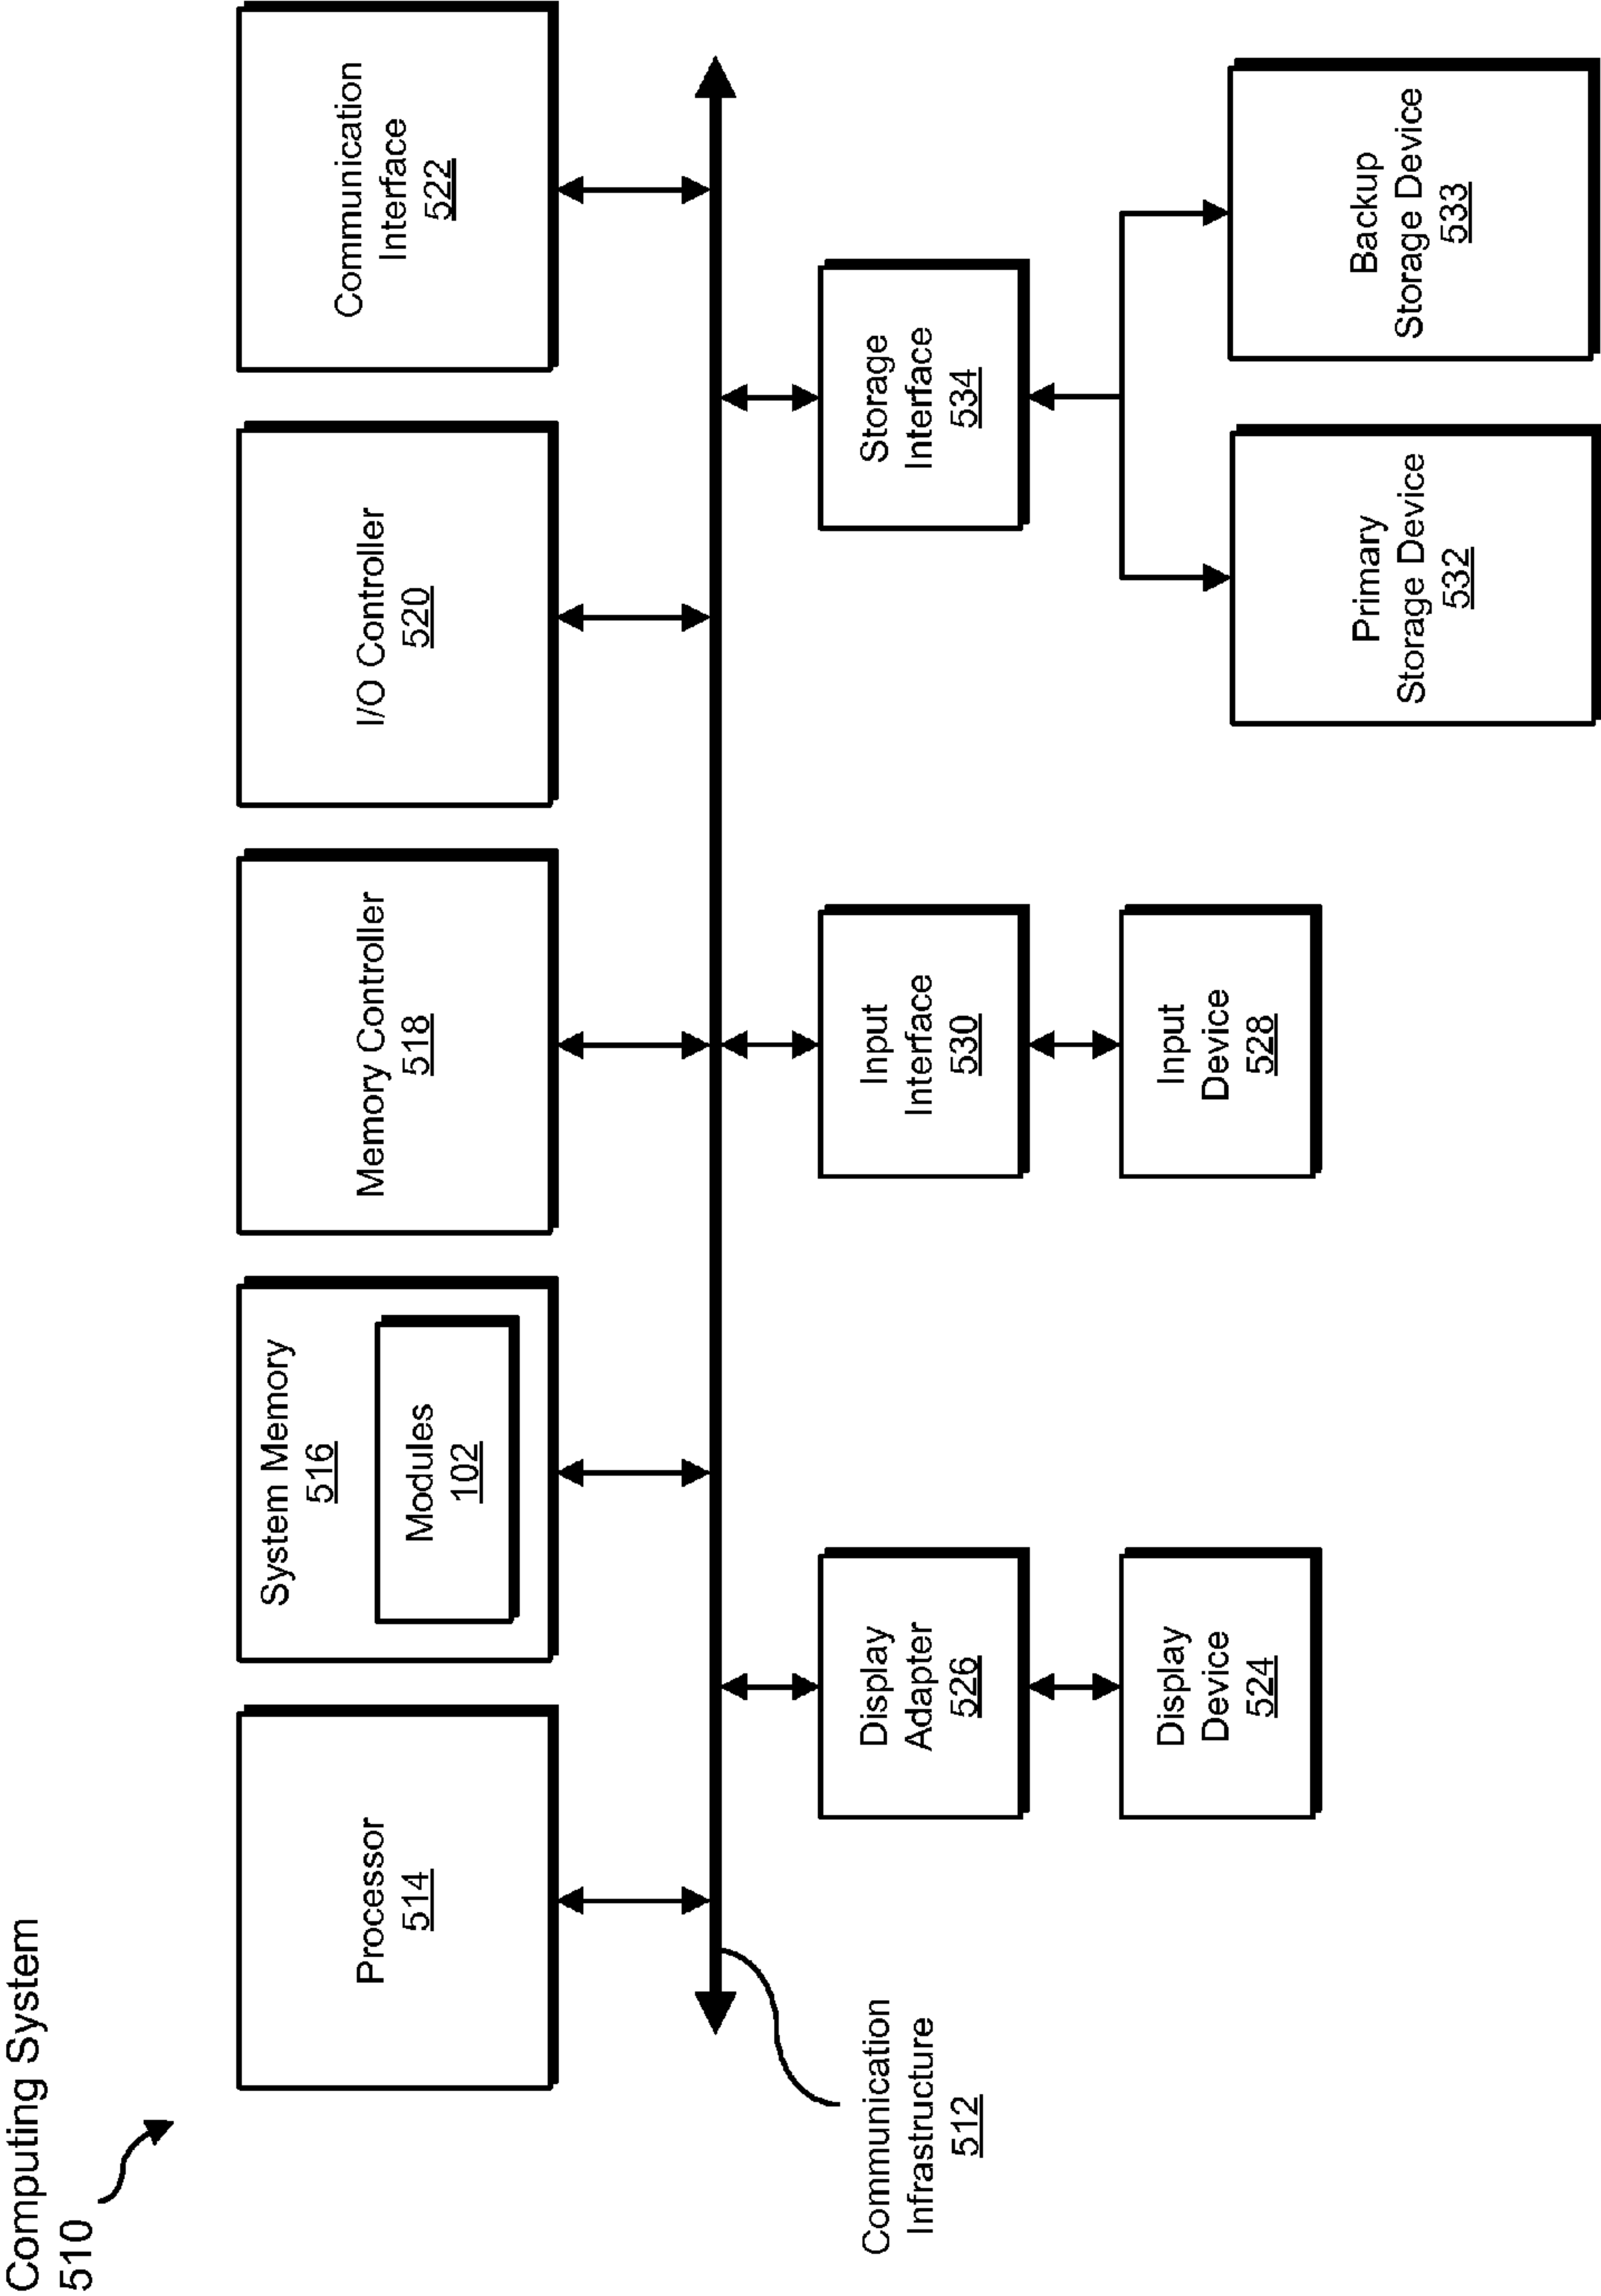 Computing System
510
Processor
514
System Memory
516
Modules
102
Memory Controller
518
I/O Controller
520
Communication
Interface
522
Communication
Infrastructure
512
Display
Adapter
526
Input
Interface
530
Storage
Interface
534
Display
Device
524
Input
Device
528
Primary
Storage Device
532
Backup
Storage Device
533